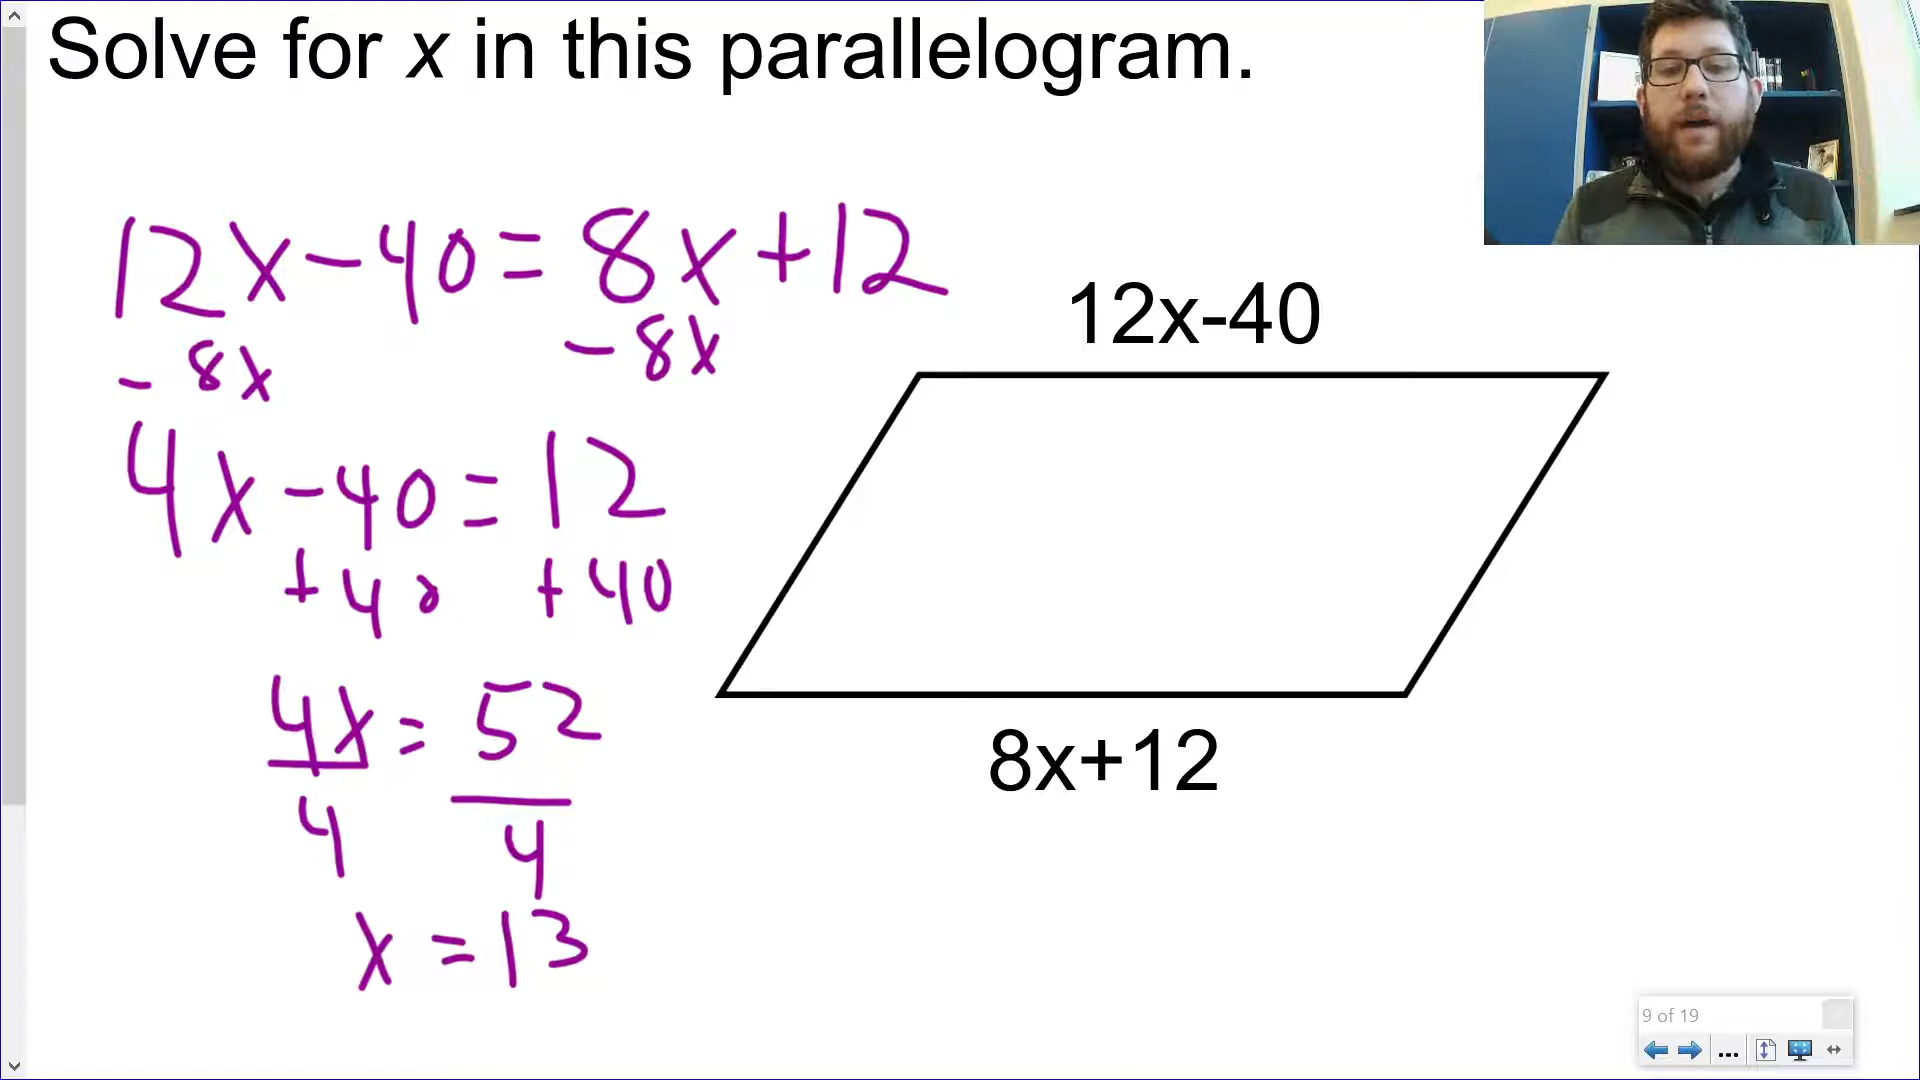 Solve for x in this parallelogram.
12x-40=8x+12
-8x -8x
4x-40=12
+40 +40
4x=52
4 4
x=13
12x-40
8x+12
9 of 19
...